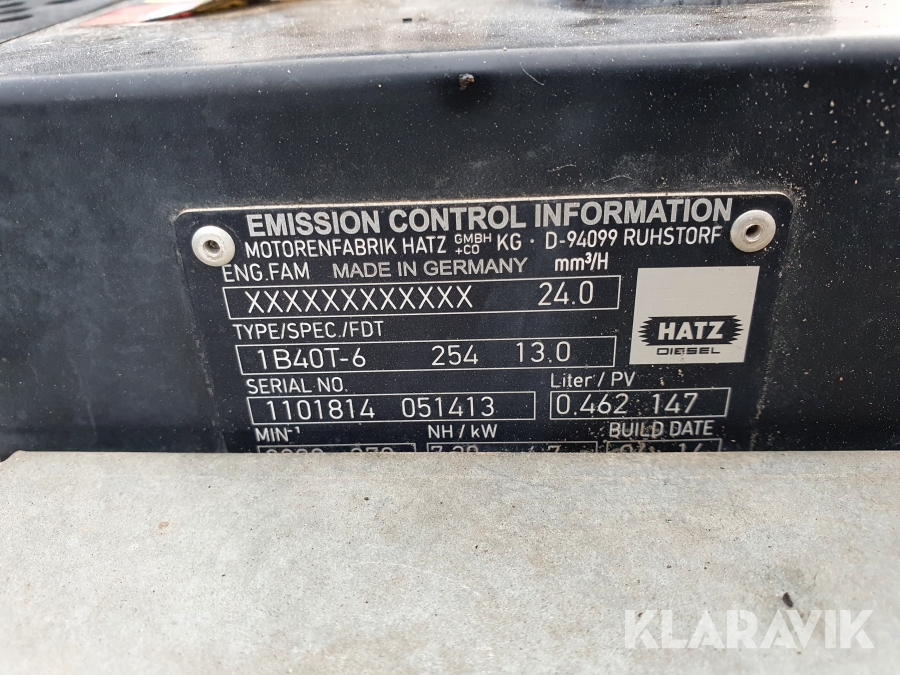 EMISSION CONTROL INFORMATION
MOTORENFABRIK HATZ GMBH +CO KG · D-94099 RUHSTORF
ENG.FAM MADE IN GERMANY mm³/H
XXXXXXXXXXXX 24.0
HATZ
DIESEL
TYPE/SPEC./FDT
1B40T-6 254 13.0
SERIAL NO. Liter / PV
1101814 051413 0.462 147
MIN⁻¹ NH / kW BUILD DATE
KLARAVIK